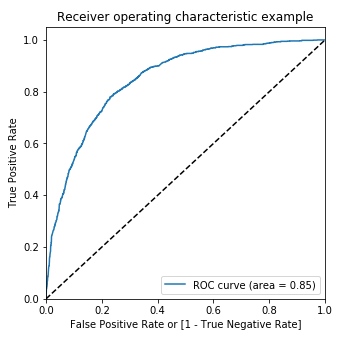 Receiver operating characteristic example
1.0
0.8
0.6
0.4
0.2
0.0
True Positive Rate
ROC curve (area = 0.85)
0.0 0.2 0.4 0.6 0.8 1.0
False Positive Rate or [1 - True Negative Rate]